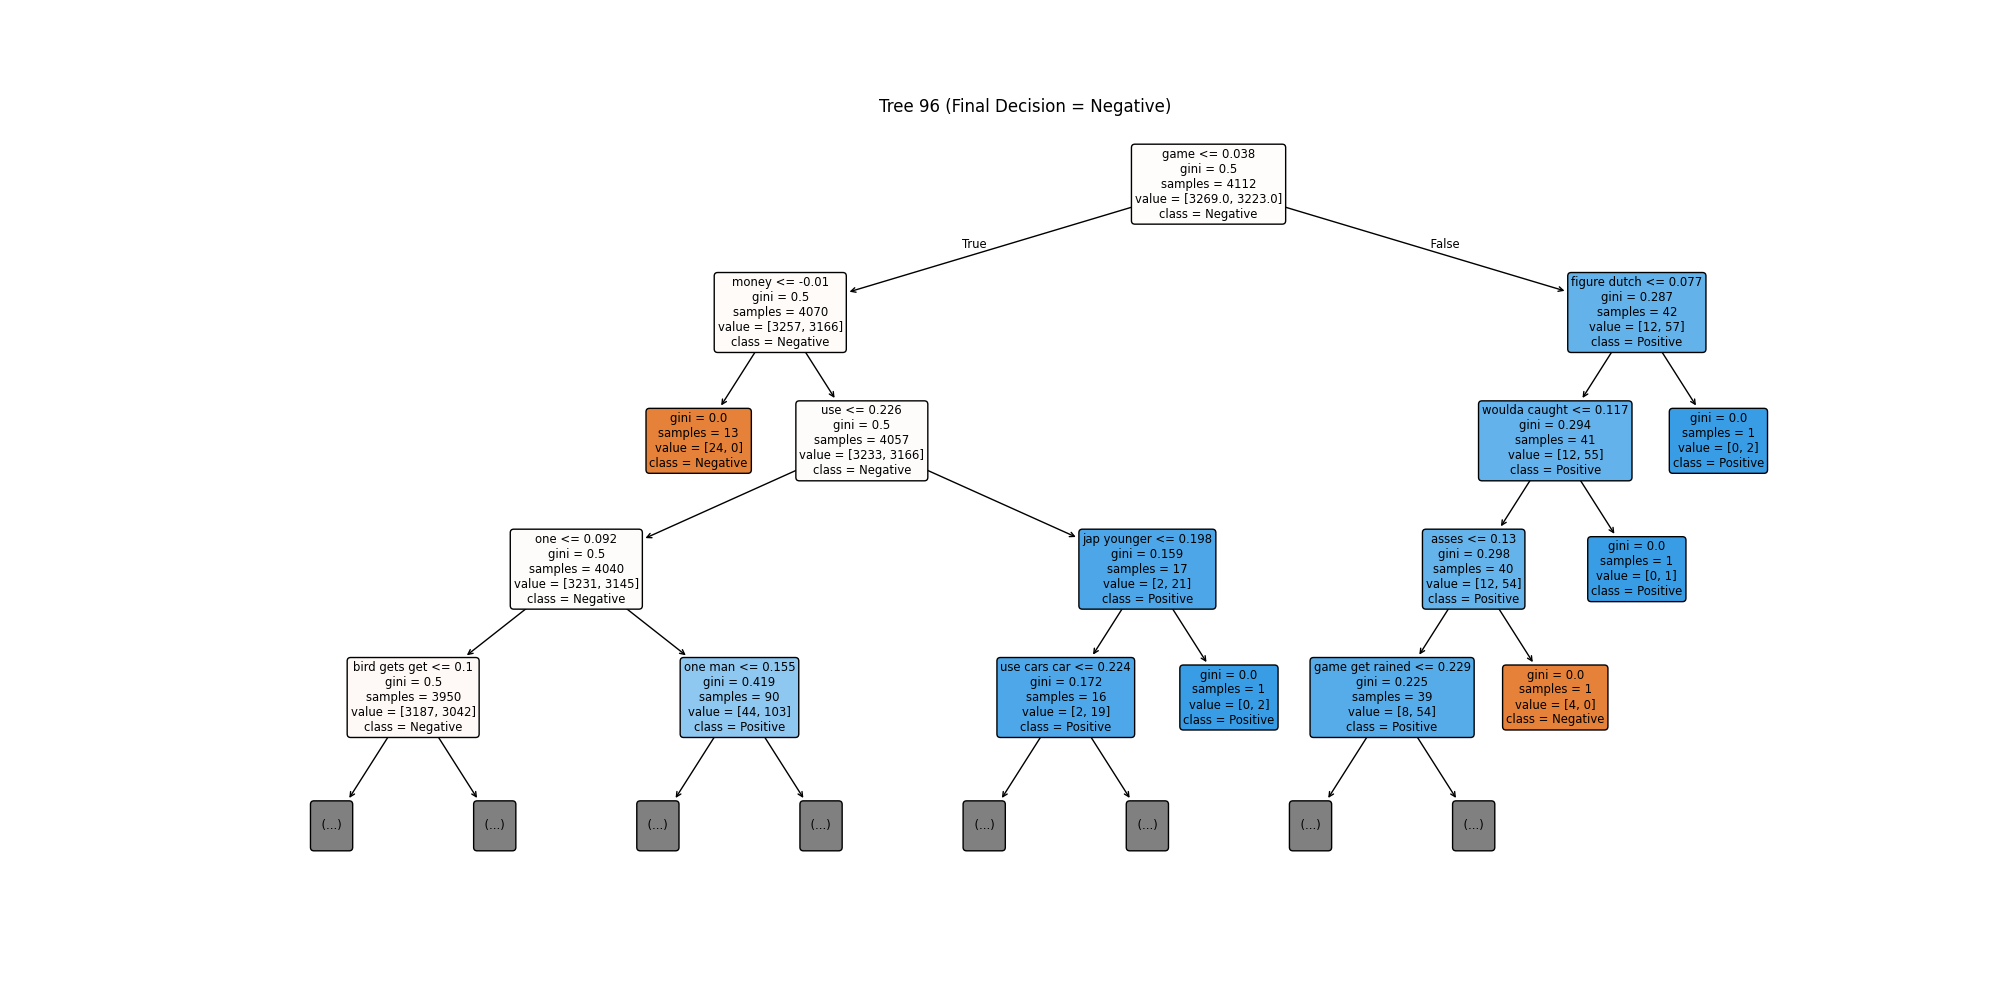 Tree 96 (Final Decision = Negative)
game <= 0.038
gini = 0.5
samples = 4112
value = [3269.0, 3223.0]
class = Negative
True
False
money <= -0.01
gini = 0.5
samples = 4070
value = [3257, 3166]
class = Negative
figure dutch <= 0.077
gini = 0.287
samples = 42
value = [12, 57]
class = Positive
gini = 0.0
samples = 13
value = [24, 0]
class = Negative
use <= 0.226
gini = 0.5
samples = 4057
value = [3233, 3166]
class = Negative
woulda caught <= 0.117
gini = 0.294
samples = 41
value = [12, 55]
class = Positive
gini = 0.0
samples = 1
value = [0, 2]
class = Positive
one <= 0.092
gini = 0.5
samples = 4040
value = [3231, 3145]
class = Negative
jap younger <= 0.198
gini = 0.159
samples = 17
value = [2, 21]
class = Positive
asses <= 0.13
gini = 0.298
samples = 40
value = [12, 54]
class = Positive
gini = 0.0
samples = 1
value = [0, 1]
class = Positive
bird gets get <= 0.1
gini = 0.5
samples = 3950
value = [3187, 3042]
class = Negative
one man <= 0.155
gini = 0.419
samples = 90
value = [44, 103]
class = Positive
use cars car <= 0.224
gini = 0.172
samples = 16
value = [2, 19]
class = Positive
gini = 0.0
samples = 1
value = [0, 2]
class = Positive
game get rained <= 0.229
gini = 0.225
samples = 39
value = [8, 54]
class = Positive
gini = 0.0
samples = 1
value = [4, 0]
class = Negative
(...)
(...)
(...)
(...)
(...)
(...)
(...)
(...)